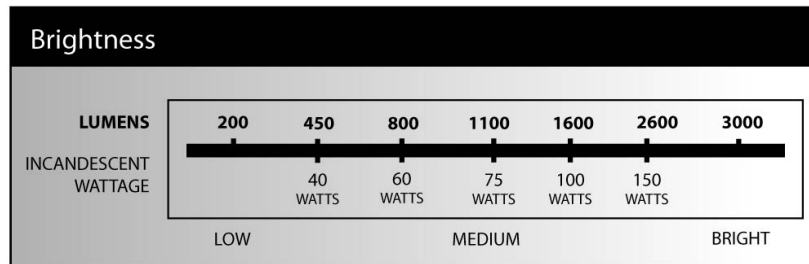 Brightness
LUMENS 200 450 800 1100 1600 2600 3000
INCANDESCENT WATTAGE
40 WATTS 60 WATTS 75 WATTS 100 WATTS 150 WATTS
LOW MEDIUM BRIGHT